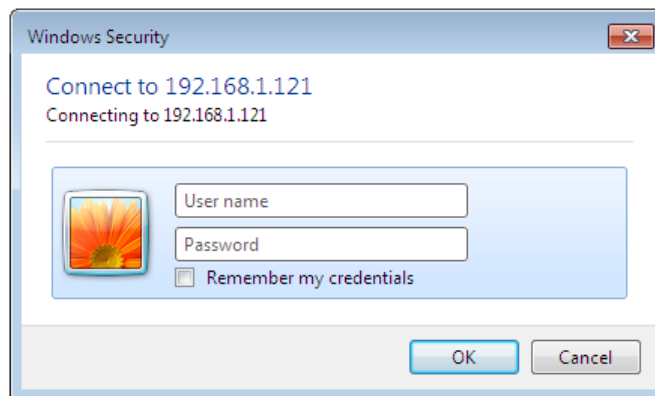 Windows Security
Connect to 192.168.1.121
Connecting to 192.168.1.121
User name
Password
Remember my credentials
OK
Cancel